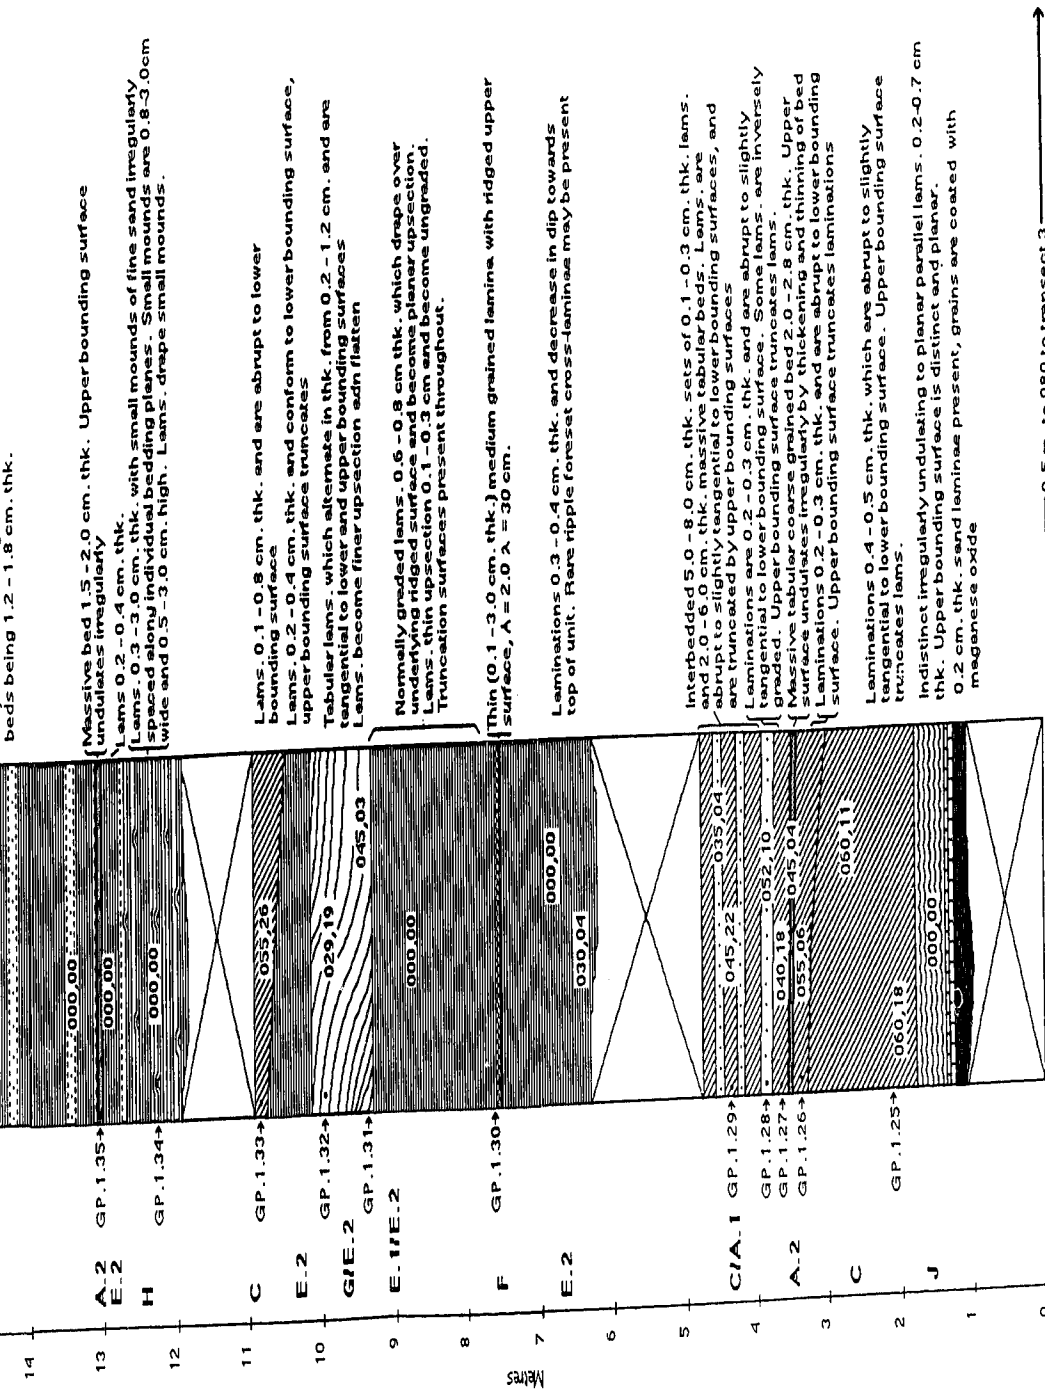 beds being 1.2 - 1.8 cm. thk.
Massive bed 1.5 - 2.0 cm. thk. Upper bounding surface
undulates irregularly
Lams 0.2 - 0.4 cm. thk.
Lams. 0.3 - 3.0 cm. thk. with small mounds of fine sand irregularly
spaced alony individual bedding planes. Small mounds are 0.8-3.0cm
wide and 0.5 - 3.0 cm. high. Lams. drape small mounds.
Lans. 0.1 - 0.8 cm. thk. and are abrupt to lower
bounding surface
Lams. 0.2 - 0.4 cm. thk. and conform to lower bounding surface,
upper bounding surface truncates
Tabular lams. which alternate in thk. from 0.2 - 1.2 cm. and are
tangential to lower and upper bounding surfaces
Lans. become finer upsection adn flatten
Normally greded lams. 0.6 - 0.8 cm thk. which drape over
underlying ridged surface and become planar upsection.
Lams. thin upsection 0.1 - 0.3 cm and become ungraded.
Truncation surfaces present throughout.
Thin (0.1 - 3.0 cm. thk.) medium grained lamina with ridged upper
surface, A = 2.0 λ = 30 cm.
Laminations 0.3 - 0.4 cm. thk. and decrease in dip towards
top of unit. Rare ripple foreset cross-laminae may be present
Interbedded 5.0 - 8.0 cm. thk. sets of 0.1 - 0.3 cm. thk. lams.
and 2.0 - 6.0 cm. thk. massive tabular beds. Lams. are
abrupt to slightly tangential to lower bounding surfaces, and
are truncated by upper bounding surfaces
Laminations are 0.2 - 0.3 cm. thk. and are abrupt to slightly
tangential to lower bounding surface. Some lams. are inversely
graded. Upper bounding surface truncates lams.
Massive tabular coarse grained bed 2.0 - 2.8 cm. thk. Upper
surface undulates irregularly by thickening and thinning of bed
Laminations 0.2 - 0.3 cm. thk. and are abrupt to lower bounding
surface. Upper bounding surface truncates laminations
Laminations 0.4 - 0.5 cm. thk. which are abrupt to slightly
tangential to lower bounding surface. Upper bounding surface
truncates lams.
Indistinct irregularly undulating to planar parallel lams. 0.2-0.7 cm
thk. Upper bounding surface is distinct and planar.
0.2 cm. thk. sand laminae present, grains are coated with
maganese oxide
000,00
000,00
000,00
055,26
029,19
045,03
000,00
000,00
030,04
045,22
035,04
052,10
040,18
045,04
055,06
060,11
060,18
000,00
GP.1.35
GP.1.34
GP.1.33
GP.1.32
GP.1.31
GP.1.30
GP.1.29
GP.1.28
GP.1.27
GP.1.26
GP.1.25
A.2
E.2
H
C
E.2
G/E.2
E.1/E.2
F
E.2
C/A.1
A.2
C
J
14
13
12
11
10
9
8
7
6
5
4
3
2
1
Metres